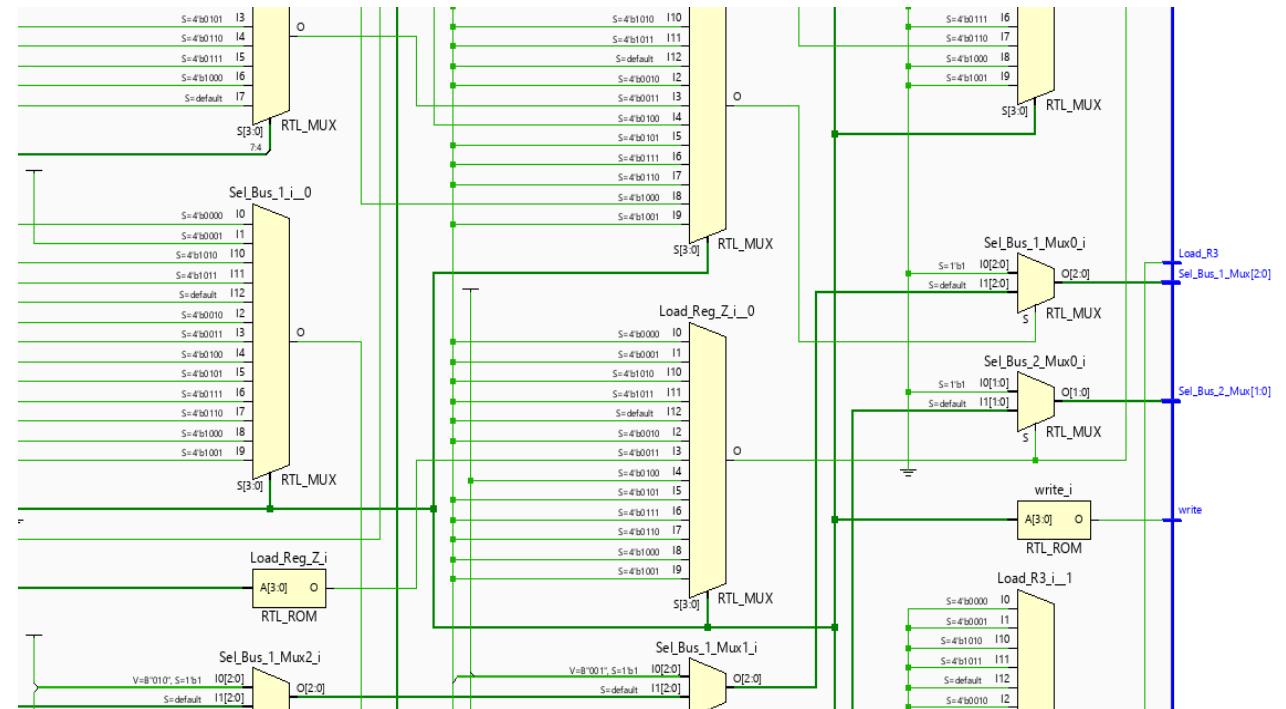 S=4'b0101 I3
S=4'b0110 I4
S=4'b0111 I5
S=4'b1000 I6
S=default I7
O
S[3:0]
RTL_MUX
7:4
Sel_Bus_1_i__0
S=4'b0000 I0
S=4'b0001 I1
S=4'b1010 I10
S=4'b1011 I11
S=default I12
S=4'b0010 I2
S=4'b0011 I3
S=4'b0100 I4
S=4'b0101 I5
S=4'b0111 I6
S=4'b0110 I7
S=4'b1000 I8
S=4'b1001 I9
O
S[3:0]
RTL_MUX
Load_Reg_Z_i
A[3:0] O
RTL_ROM
Sel_Bus_1_Mux2_i
V=B"010", S=1'b1 I0[2:0]
S=default I1[2:0]
O[2:0]
S=4'b1010 I10
S=4'b1011 I11
S=default I12
S=4'b0010 I2
S=4'b0011 I3
S=4'b0100 I4
S=4'b0101 I5
S=4'b0111 I6
S=4'b0110 I7
S=4'b1000 I8
S=4'b1001 I9
O
S[3:0]
RTL_MUX
Load_Reg_Z_i__0
S=4'b0000 I0
S=4'b0001 I1
S=4'b1010 I10
S=4'b1011 I11
S=default I12
S=4'b0010 I2
S=4'b0011 I3
S=4'b0100 I4
S=4'b0101 I5
S=4'b0111 I6
S=4'b0110 I7
S=4'b1000 I8
S=4'b1001 I9
O
S[3:0]
RTL_MUX
Sel_Bus_1_Mux1_i
V=B"001", S=1'b1 I0[2:0]
S=default I1[2:0]
O[2:0]
S=4'b0111 I6
S=4'b0110 I7
S=4'b1000 I8
S=4'b1001 I9
S[3:0]
RTL_MUX
Sel_Bus_1_Mux0_i
S=1'b1 I0[2:0]
S=default I1[2:0]
O[2:0]
S
RTL_MUX
Sel_Bus_2_Mux0_i
S=1'b1 I0[1:0]
S=default I1[1:0]
O[1:0]
S
RTL_MUX
write_i
A[3:0] O
RTL_ROM
Load_R3_i__1
S=4'b0000 I0
S=4'b0001 I1
S=4'b1010 I10
S=4'b1011 I11
S=default I12
S=4'b0010 I2
Load_R3
Sel_Bus_1_Mux[2:0]
Sel_Bus_2_Mux[1:0]
write